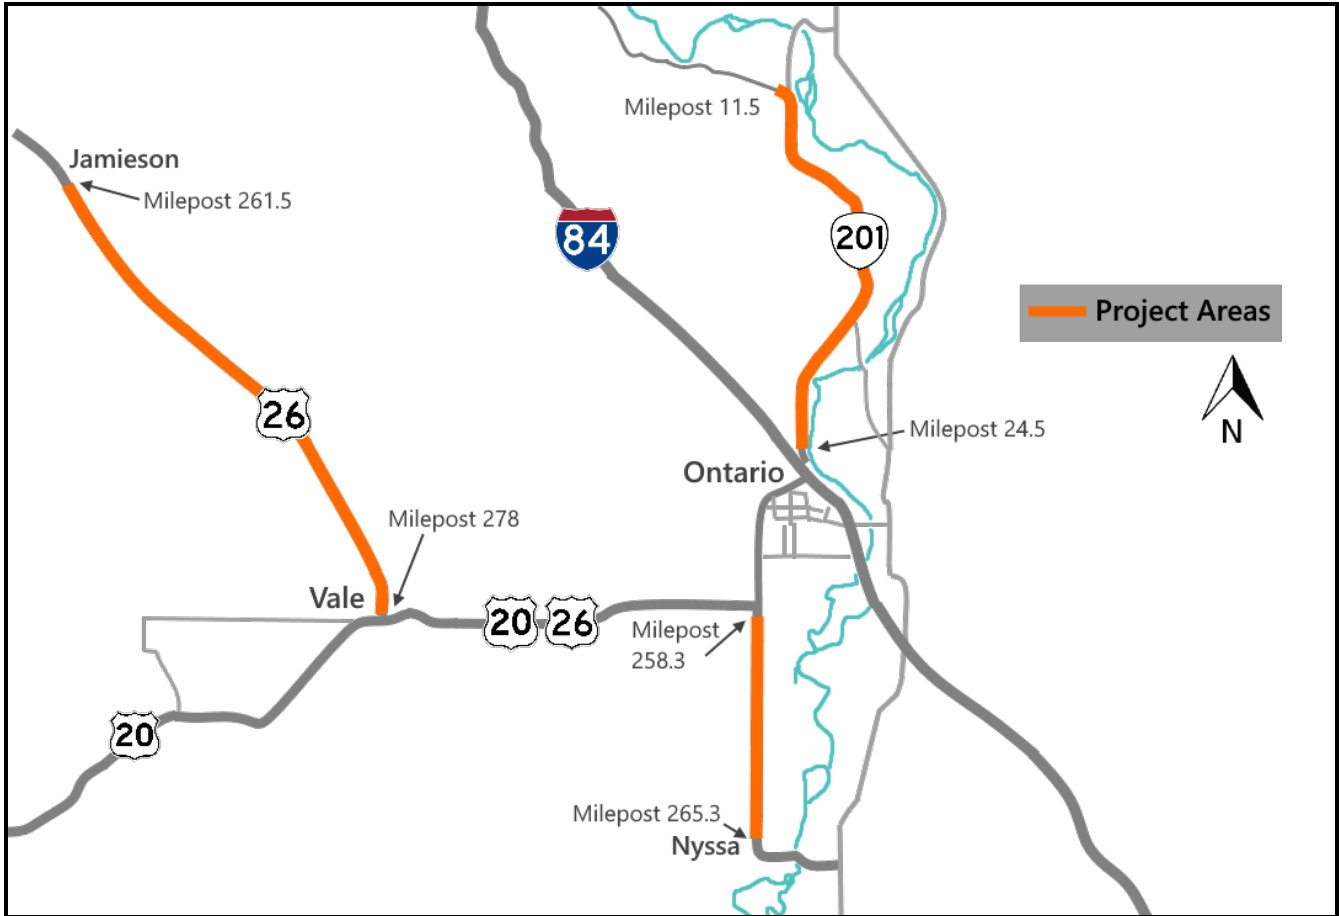 Milepost 11.5
Jamieson
Milepost 261.5
84
201
Project Areas
26
Milepost 24.5
N
Ontario
Milepost 278
Vale
20
26
Milepost
258.3
20
Milepost 265.3
Nyssa